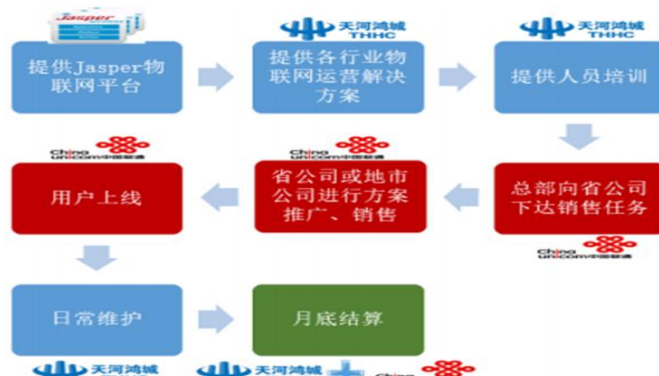 Jasper
天河鸿城
THHC
天河鸿城
THHC
提供Jasper物
联网平台
提供各行业物
联网运营解决
方案
提供人员培训
China
unicom中国联通
China
unicom中国联通
用户上线
省公司或地市
公司进行方案
推广、销售
总部向省公司
下达销售任务
China
unicom中国联通
日常维护
月底结算
天河鸿城
天河鸿城
China